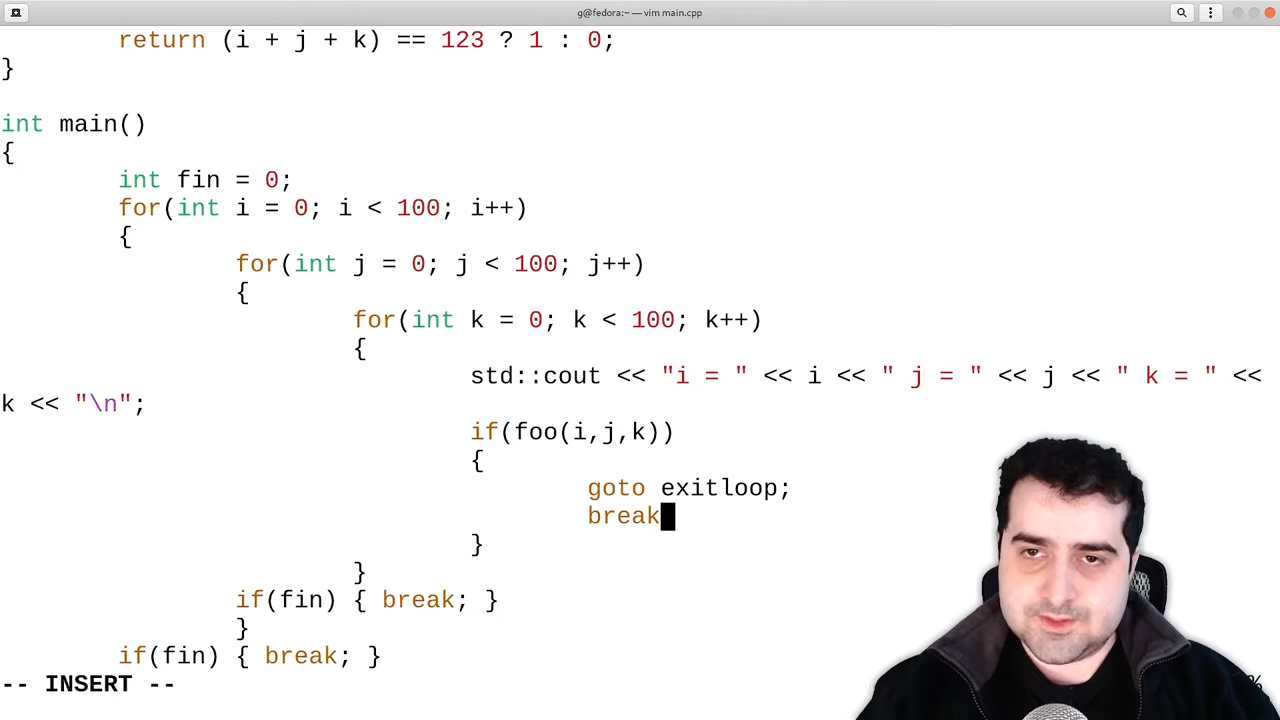 g@fedora:~ — vim main.cpp
return (i + j + k) == 123 ? 1 : 0;
}
int main()
{
int fin = 0;
for(int i = 0; i < 100; i++)
{
for(int j = 0; j < 100; j++)
{
for(int k = 0; k < 100; k++)
{
std::cout << "i = " << i << " j = " << j << " k = " <<
k << "\n";
if(foo(i,j,k))
{
goto exitloop;
break
}
}
if(fin) { break; }
}
if(fin) { break; }
-- INSERT --
%